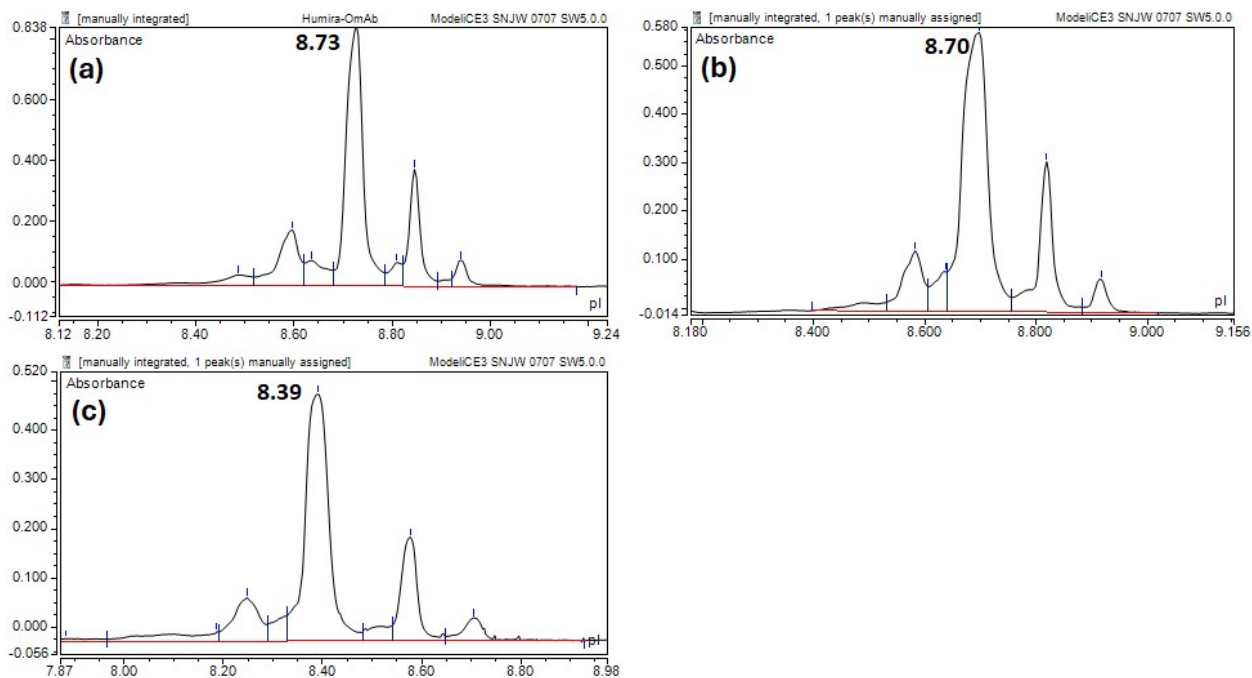 [manually integrated] Humira-OmAb ModeliCE3 SNJW 0707 SW5.0.0
0.838
Absorbance
8.73
(a)
0.600
0.400
0.200
0.000
-0.112
pI
8.12 8.20 8.40 8.60 8.80 9.00 9.24
[manually integrated, 1 peak(s) manually assigned] ModeliCE3 SNJW 0707 SW5.0.0
0.580
Absorbance
8.70
(b)
0.500
0.400
0.300
0.200
0.100
-0.014
pI
8.180 8.400 8.600 8.800 9.000 9.156
[manually integrated, 1 peak(s) manually assigned] ModeliCE3 SNJW 0707 SW5.0.0
0.520
Absorbance
8.39
(c)
0.400
0.300
0.200
0.100
0.000
-0.056
pI
7.87 8.00 8.20 8.40 8.60 8.80 8.98